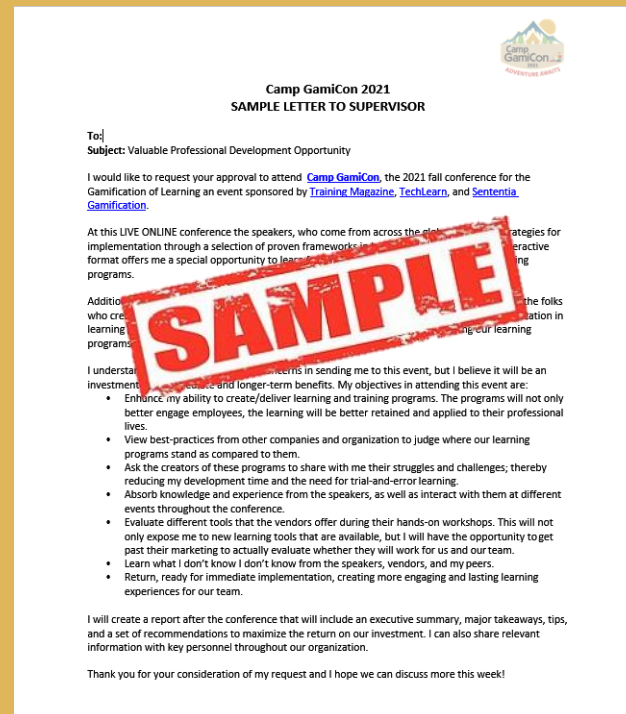 Camp
GamiCon
2021
ADVENTURE AWAITS
Camp GamiCon 2021
SAMPLE LETTER TO SUPERVISOR
To:
Subject: Valuable Professional Development Opportunity
I would like to request your approval to attend Camp GamiCon, the 2021 fall conference for the
Gamification of Learning an event sponsored by Training Magazine, TechLearn, and Sententia
Gamification.
At this LIVE ONLINE conference the speakers, who come from across the
implementation through a selection of proven frameworks
format offers me a special opportunity to
programs.
the folks
who
learning
learning
programs
SAMPLE
in sending me to this event, but I believe it will be an
investment and longer-term benefits. My objectives in attending this event are:
• Enhance my ability to create/deliver learning and training programs. The programs will not only
better engage employees, the learning will be better retained and applied to their professional
lives.
• View best-practices from other companies and organization to judge where our learning
programs stand as compared to them.
• Ask the creators of these programs to share with me their struggles and challenges; thereby
reducing my development time and the need for trial-and-error learning.
• Absorb knowledge and experience from the speakers, as well as interact with them at different
events throughout the conference.
• Evaluate different tools that the vendors offer during their hands-on workshops. This will not
only expose me to new learning tools that are available, but I will have the opportunity to get
past their marketing to actually evaluate whether they will work for us and our team.
• Learn what I don't know I don't know from the speakers, vendors, and my peers.
• Return, ready for immediate implementation, creating more engaging and lasting learning
experiences for our team.
I will create a report after the conference that will include an executive summary, major takeaways, tips,
and a set of recommendations to maximize the return on our investment. I can also share relevant
information with key personnel throughout our organization.
Thank you for your consideration of my request and I hope we can discuss more this week!